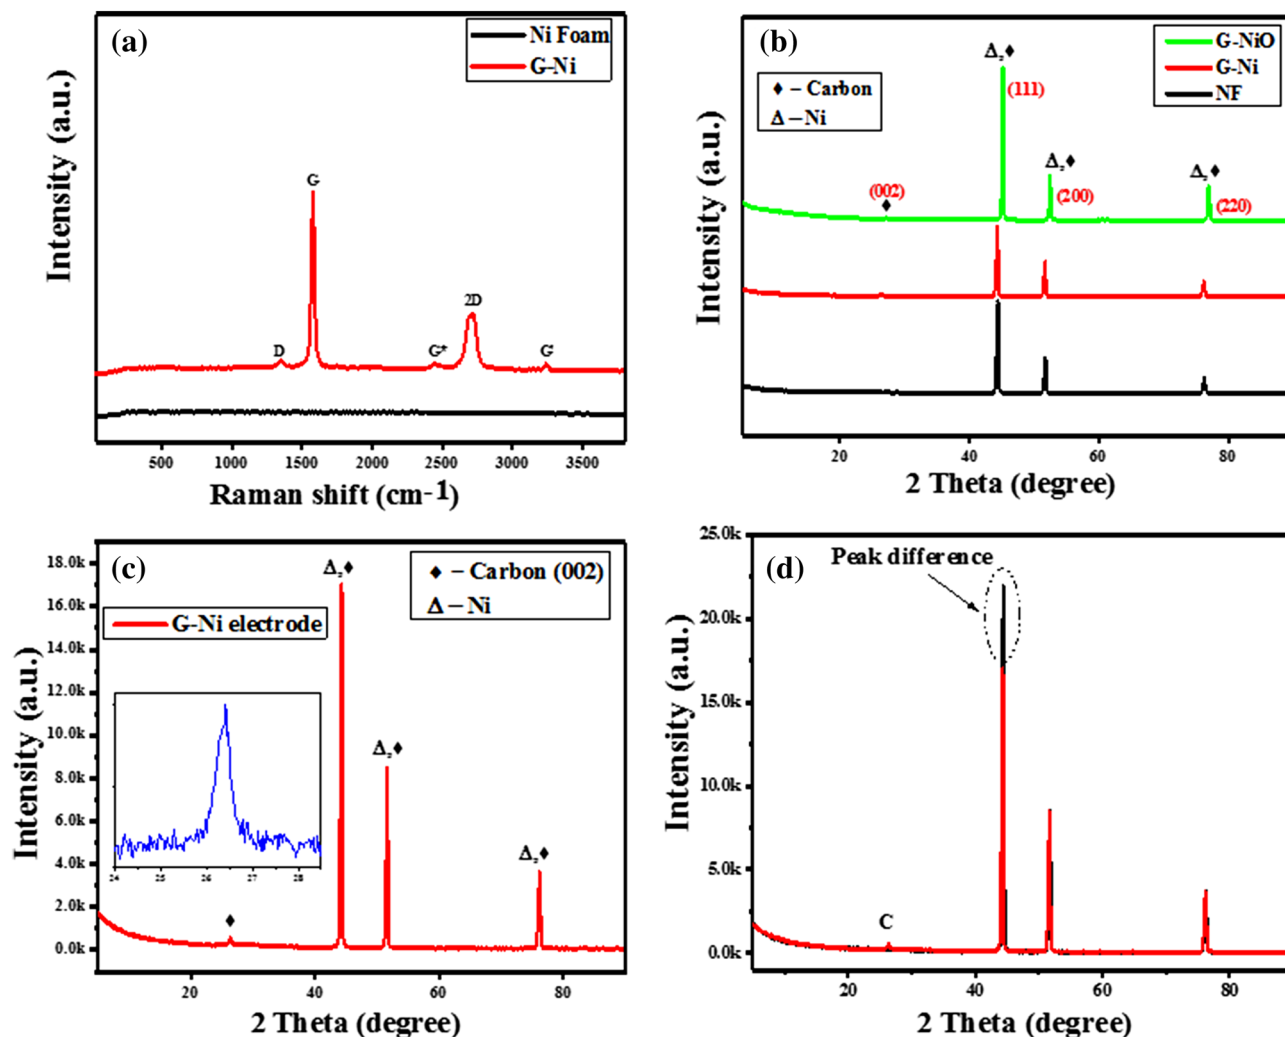 (a)
Ni Foam
G-Ni
G
D
G*
2D
G'
Intensity (a.u.)
500 1000 1500 2000 2500 3000 3500
Raman shift (cm-1)
(b)
G-NiO
G-Ni
NF
♦ - Carbon
Δ - Ni
Δ,♦
(111)
Δ,♦
(200)
Δ,♦
(220)
(002)
♦
Intensity (a.u.)
20 40 60 80
2 Theta (degree)
(c)
♦ - Carbon (002)
Δ - Ni
G-Ni electrode
Δ,♦
Δ,♦
Δ,♦
♦
18.0k
16.0k
14.0k
12.0k
10.0k
8.0k
6.0k
4.0k
2.0k
0.0k
24 25 26 27 28
Intensity (a.u.)
20 40 60 80
2 Theta (degree)
(d)
Peak difference
C
25.0k
20.0k
15.0k
10.0k
5.0k
0.0k
Intensity (a.u.)
20 40 60 80
2 Theta (degree)